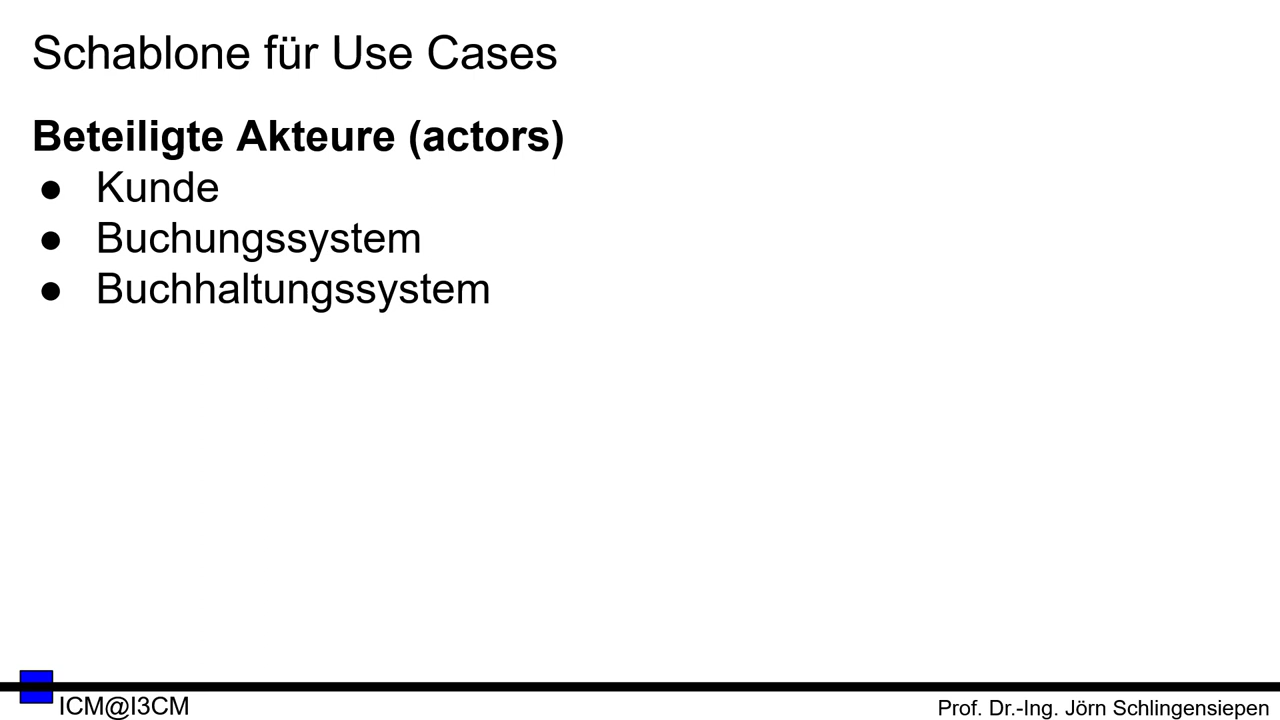 Schablone für Use Cases
Beteiligte Akteure (actors)
● Kunde
● Buchungssystem
● Buchhaltungssystem
ICM@I3CM
Prof. Dr.-Ing. Jörn Schlingensiepen